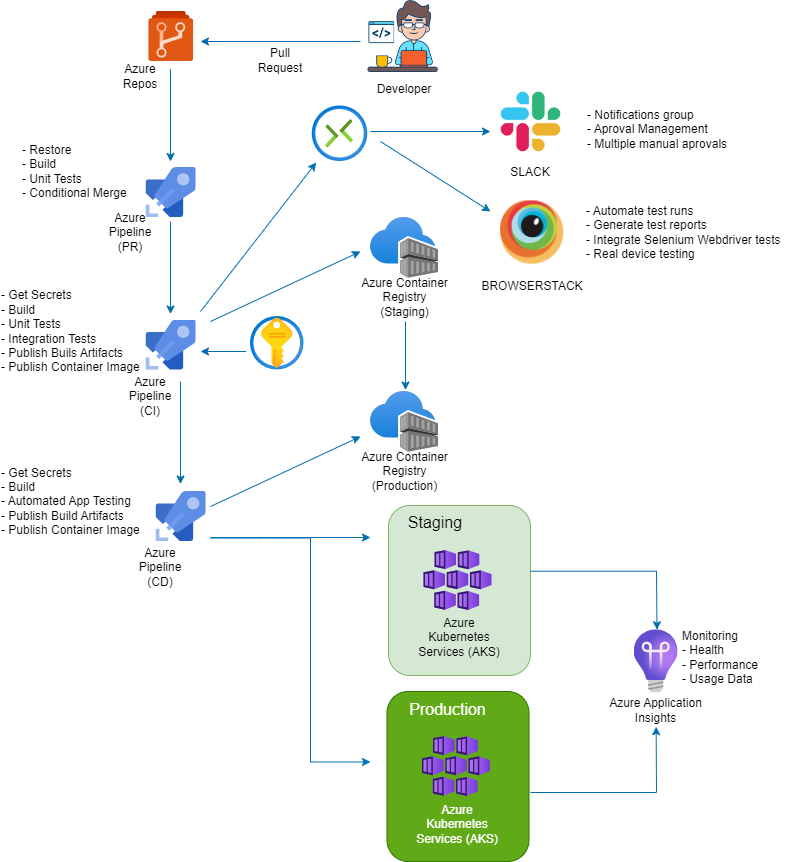 Pull
Request
Azure
Repos
Developer
</>
- Notifications group
- Aproval Management
- Multiple manual aprovals
SLACK
- Restore
- Build
- Unit Tests
- Conditional Merge
Azure
Pipeline
(PR)
- Automate test runs
- Generate test reports
- Integrate Selenium Webdriver tests
- Real device testing
BROWSERSTACK
Azure Container
Registry
(Staging)
- Get Secrets
- Build
- Unit Tests
- Integration Tests
- Publish Buils Artifacts
- Publish Container Image
Azure
Pipeline
(CI)
Azure Container
Registry
(Production)
- Get Secrets
- Build
- Automated App Testing
- Publish Build Artifacts
- Publish Container Image
Azure
Pipeline
(CD)
Staging
Azure
Kubernetes
Services (AKS)
Monitoring
- Health
- Performance
- Usage Data
Azure Application
Insights
Production
Azure
Kubernetes
Services (AKS)